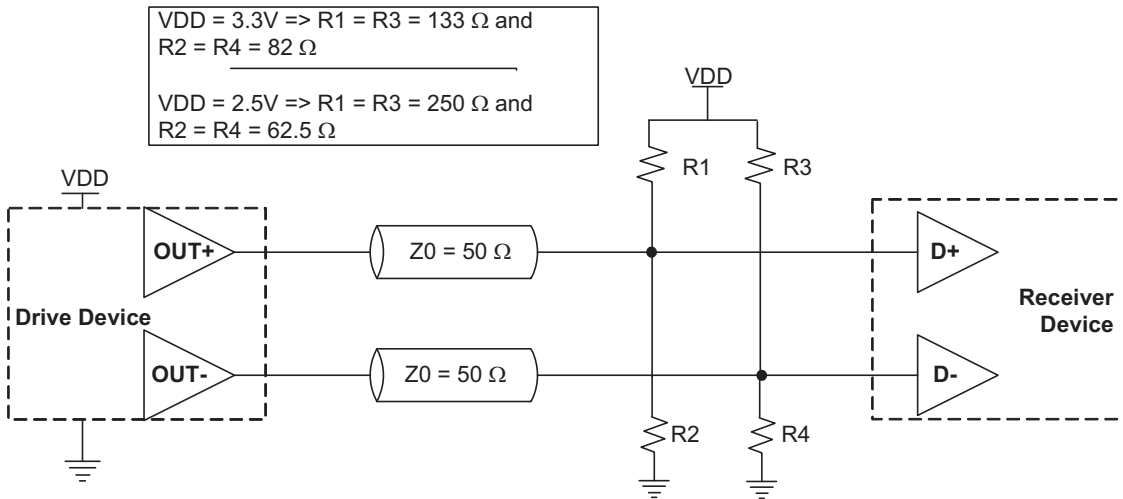 VDD = 3.3V => R1 = R3 = 133 Ω and
R2 = R4 = 82 Ω
VDD = 2.5V => R1 = R3 = 250 Ω and
R2 = R4 = 62.5 Ω
VDD
R1
R3
VDD
OUT+
Z0 = 50 Ω
D+
Drive Device
Receiver
Device
OUT-
Z0 = 50 Ω
D-
R2
R4